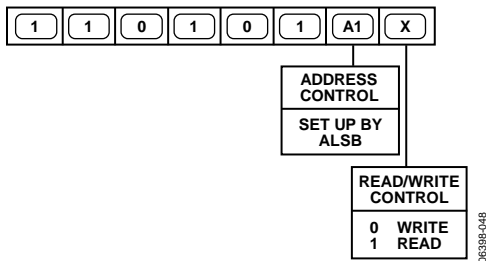 1 1 0 1 0 1 A1 X
ADDRESS
CONTROL
SET UP BY
ALSB
READ/WRITE
CONTROL
0 WRITE
1 READ
06398-048